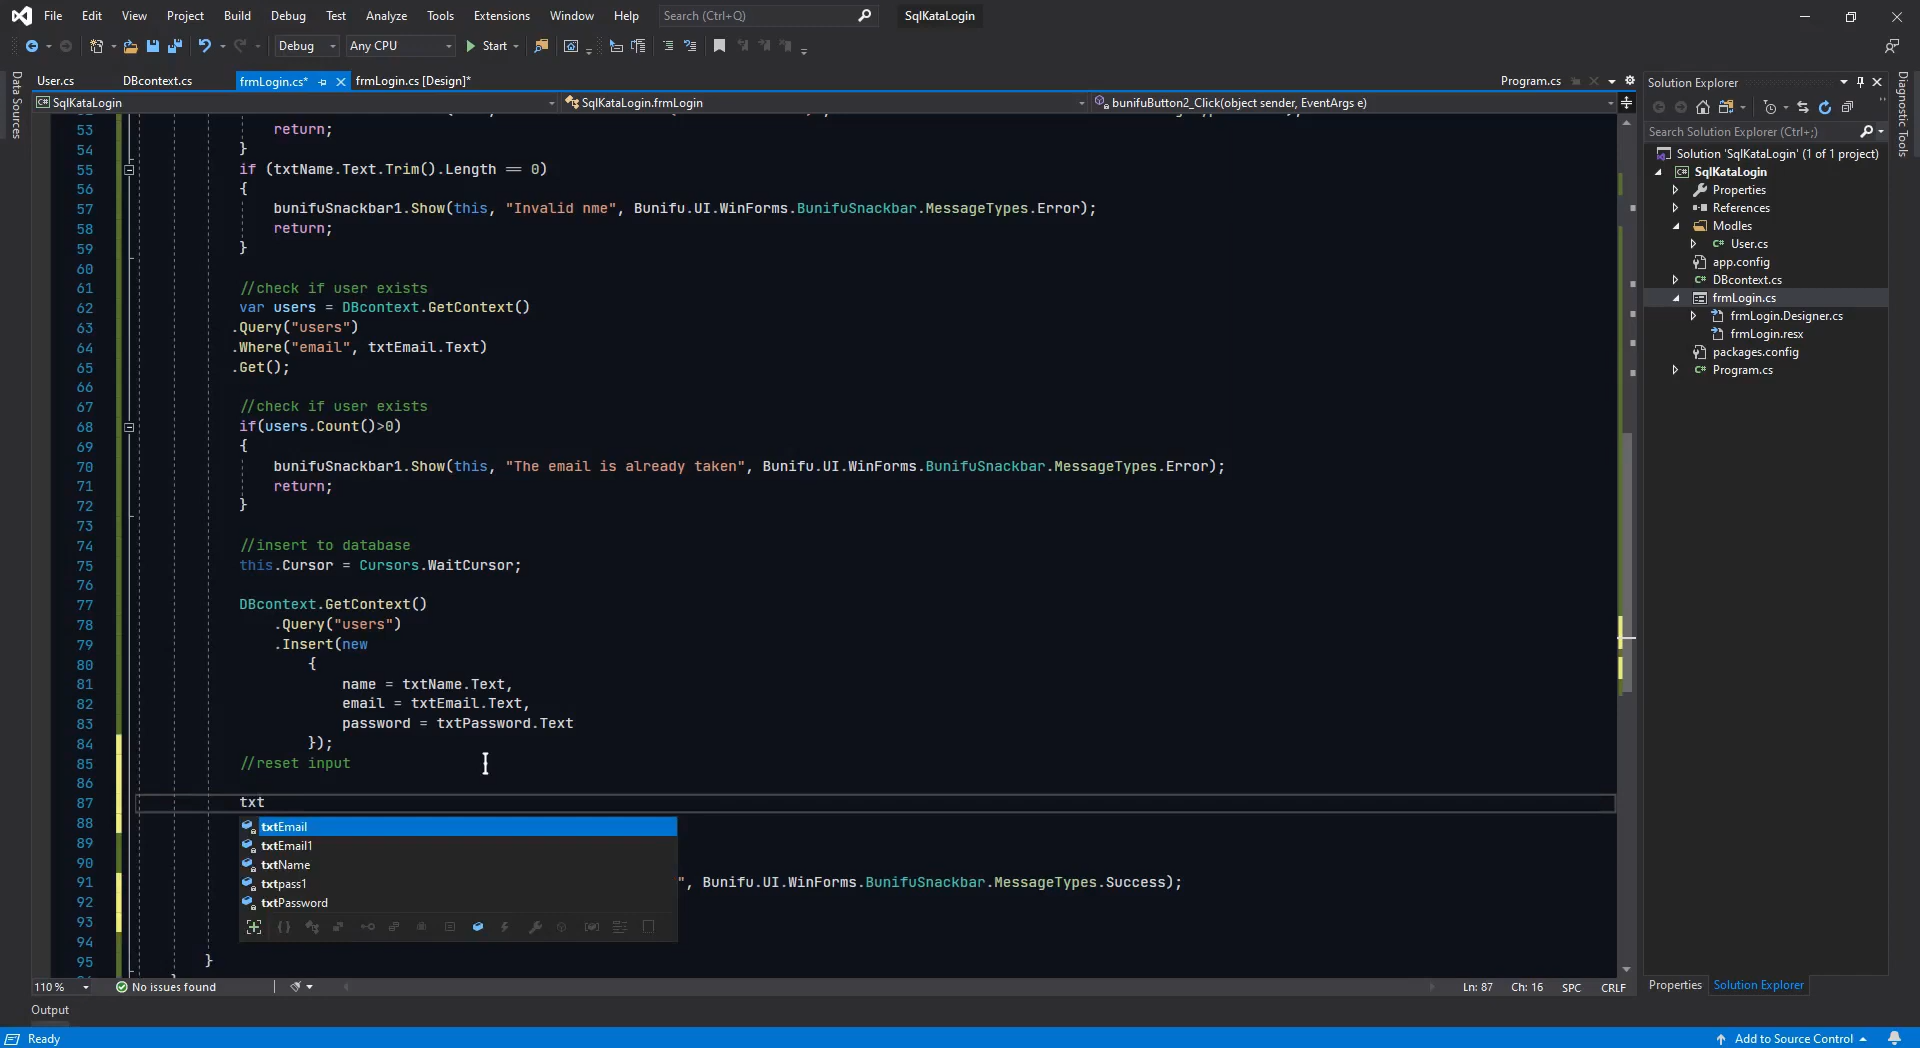 File Edit View Project Build Debug Test Analyze Tools Extensions Window Help Search (Ctrl+Q) SqlKataLogin
Debug Any CPU Start
User.cs DBcontext.cs frmLogin.cs* frmLogin.cs [Design]* Program.cs
SqlKataLogin SqlKataLogin.frmLogin bunifuButton2_Click(object sender, EventArgs e)
Data Sources
53 return;
54 }
55 if (txtName.Text.Trim().Length == 0)
56 {
57 bunifuSnackbar1.Show(this, "Invalid nme", Bunifu.UI.WinForms.BunifuSnackbar.MessageTypes.Error);
58 return;
59 }
60
61 //check if user exists
62 var users = DBcontext.GetContext()
63 .Query("users")
64 .Where("email", txtEmail.Text)
65 .Get();
66
67 //check if user exists
68 if(users.Count()>0)
69 {
70 bunifuSnackbar1.Show(this, "The email is already taken", Bunifu.UI.WinForms.BunifuSnackbar.MessageTypes.Error);
71 return;
72 }
73
74 //insert to database
75 this.Cursor = Cursors.WaitCursor;
76
77 DBcontext.GetContext()
78 .Query("users")
79 .Insert(new
80 {
81 name = txtName.Text,
82 email = txtEmail.Text,
83 password = txtPassword.Text
84 });
85 //reset input
86
87 txt
88
89
90
91 ", Bunifu.UI.WinForms.BunifuSnackbar.MessageTypes.Success);
92
93
94
95 }
txtEmail
txtEmail1
txtName
txtpass1
txtPassword
110 % No issues found Ln: 87 Ch: 16 SPC CRLF
Output
Ready Add to Source Control
Solution Explorer
Search Solution Explorer (Ctrl+;)
Solution 'SqlKataLogin' (1 of 1 project)
SqlKataLogin
Properties
References
Modles
User.cs
app.config
DBcontext.cs
frmLogin.cs
frmLogin.Designer.cs
frmLogin.resx
packages.config
Program.cs
Properties Solution Explorer
Diagnostic Tools